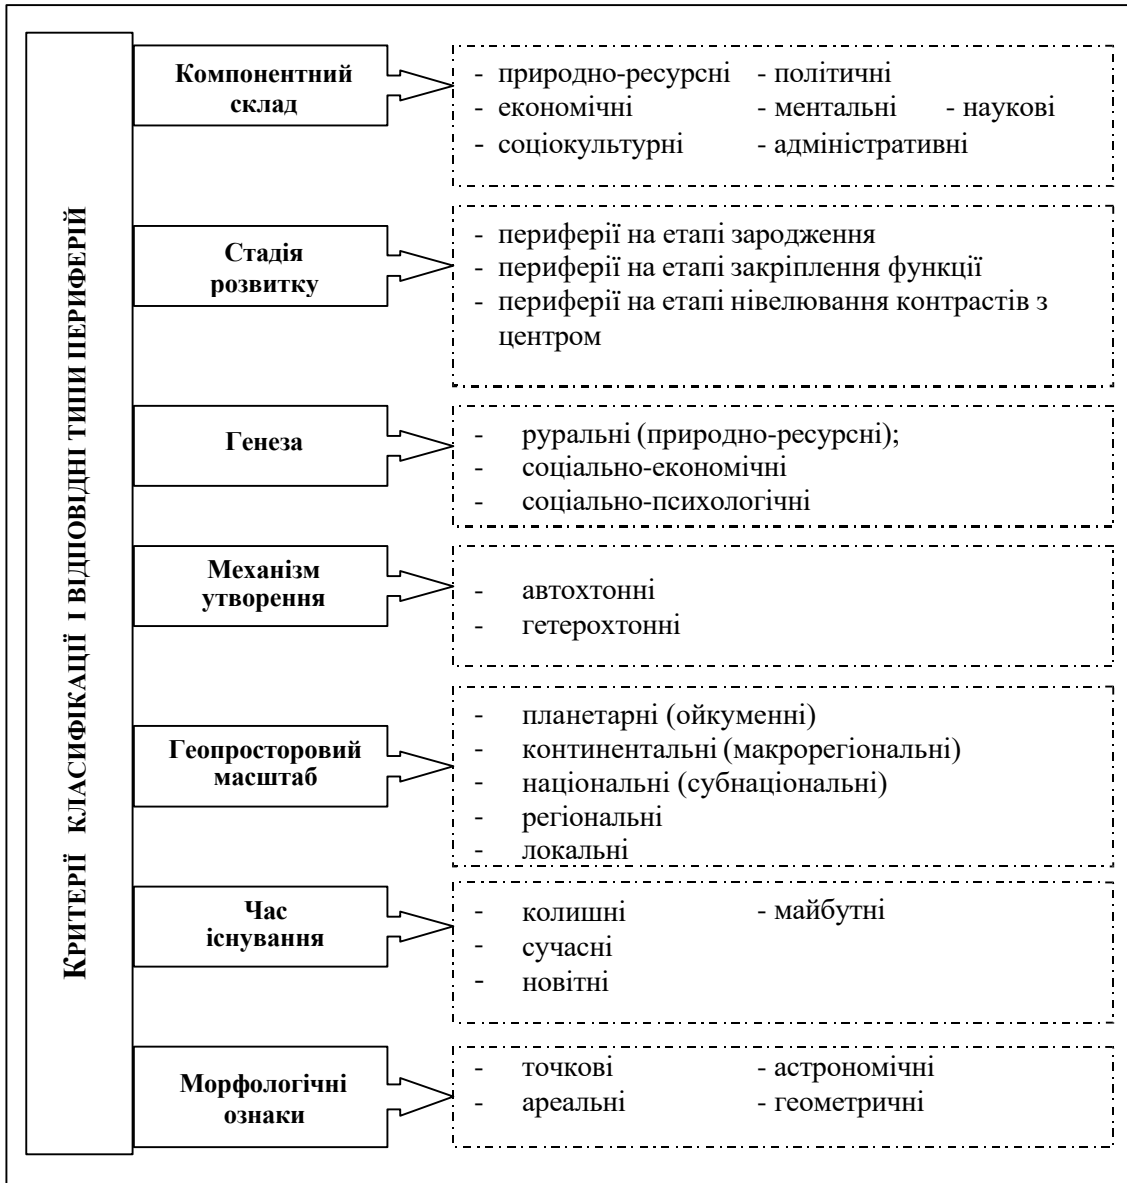 КРИТЕРІЇ КЛАСИФІКАЦІЇ І ВІДПОВІДНІ ТИПИ ПЕРИФЕРІЙ
Компонентний
склад
- природно-ресурсні - політичні
- економічні - ментальні - наукові
- соціокультурні - адміністративні
Стадія
розвитку
- периферії на етапі зародження
- периферії на етапі закріплення функції
- периферії на етапі нівелювання контрастів з
центром
Генеза
- руральні (природно-ресурсні);
- соціально-економічні
- соціально-психологічні
Механізм
утворення
- автохтонні
- гетерохтонні
Геопросторовий
масштаб
- планетарні (ойкуменні)
- континентальні (макрорегіональні)
- національні (субнаціональні)
- регіональні
- локальні
Час
існування
- колишні - майбутні
- сучасні
- новітні
Морфологічні
ознаки
- точкові - астрономічні
- ареальні - геометричні